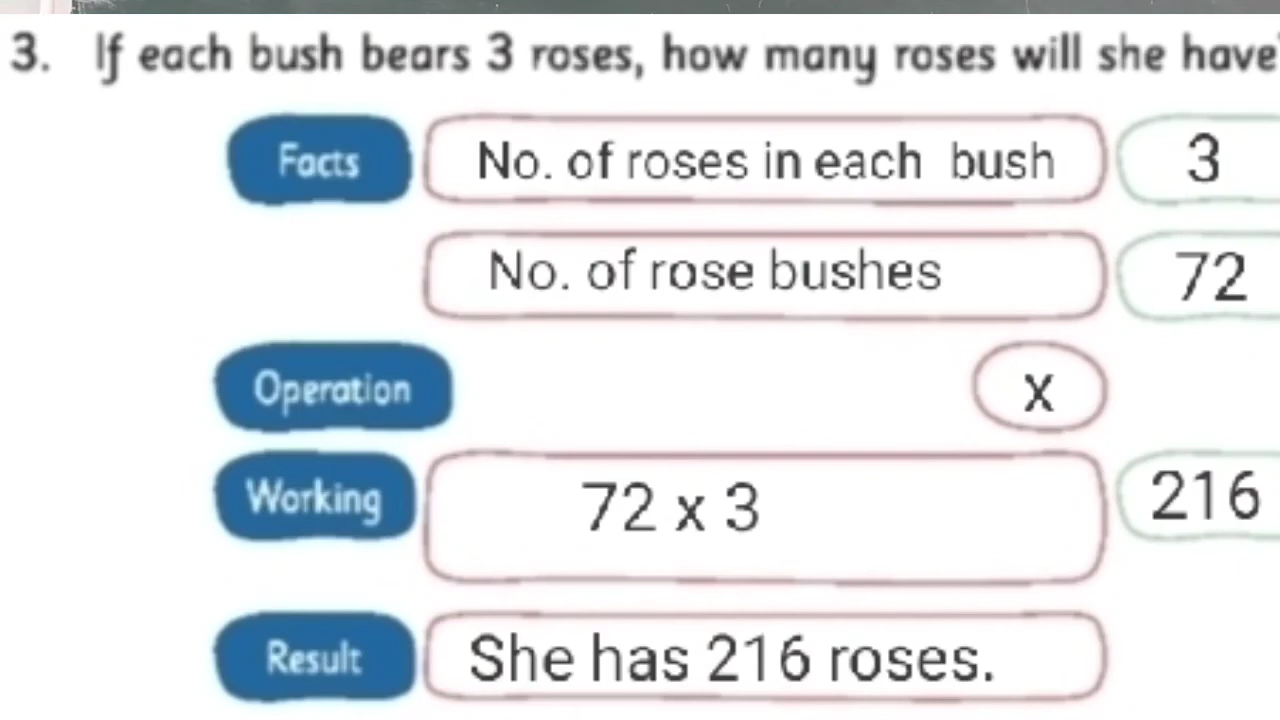 3. If each bush bears 3 roses, how many roses will she have?
Facts No. of roses in each bush 3
No. of rose bushes 72
Operation x
Working 72 x 3 216
Result She has 216 roses.